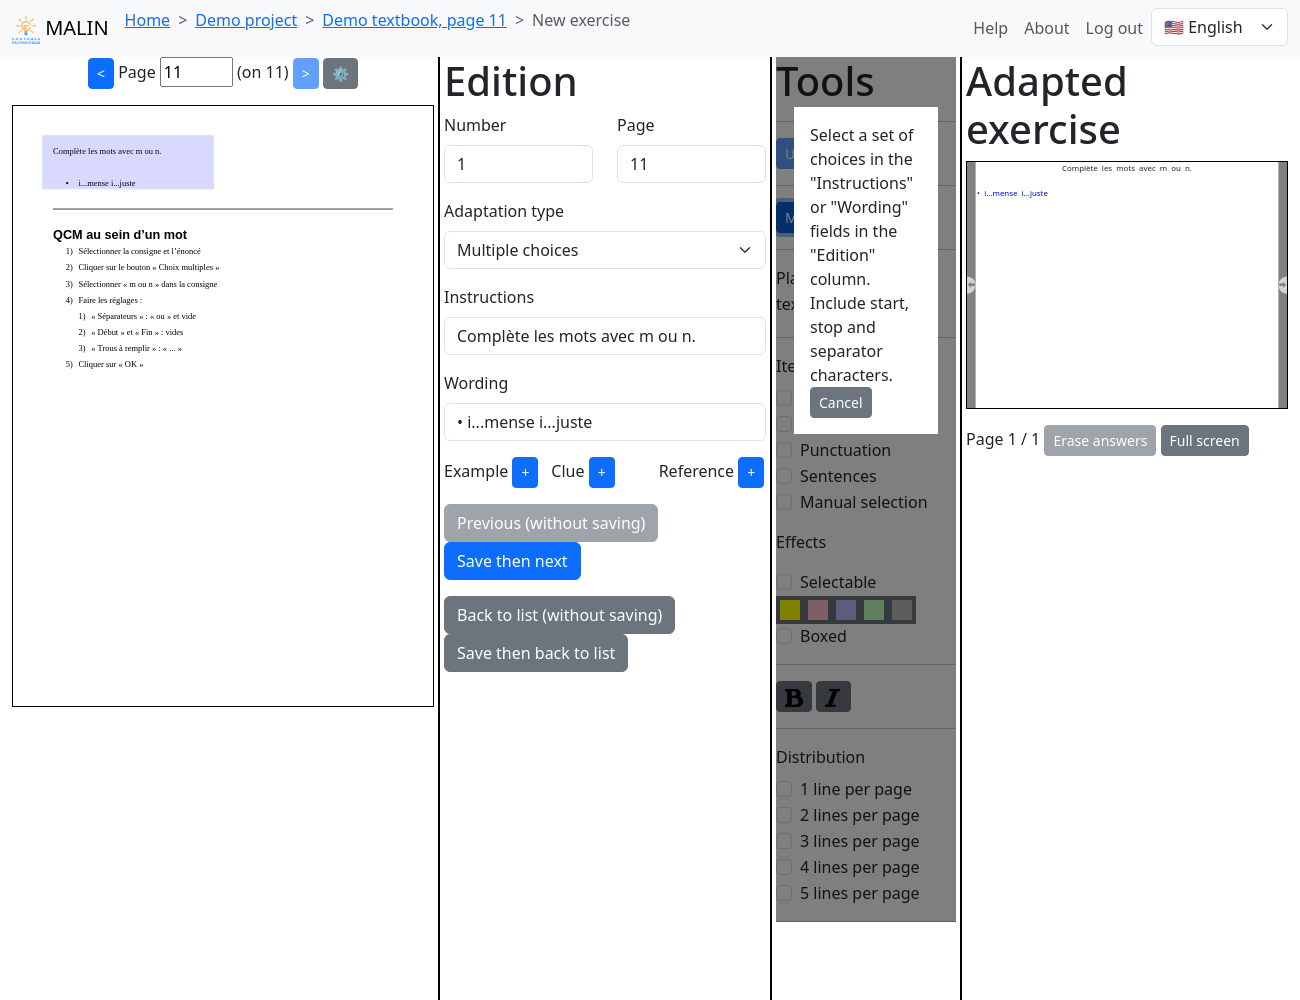 MALIN
Home > Demo project > Demo textbook, page 11 > New exercise
Help About Log out 🇺🇸 English
< Page 11 (on 11) > ⚙️
Complète les mots avec m ou n.
• i...mense i...juste
QCM au sein d’un mot
1) Sélectionner la consigne et l’énoncé
2) Cliquer sur le bouton « Choix multiples »
3) Sélectionner « m ou n » dans la consigne
4) Faire les réglages :
1) « Séparateurs » : « ou » et vide
2) « Début » et « Fin » : vides
3) « Trous à remplir » : « ... »
5) Cliquer sur « OK »
Edition
Number Page
1 11
Adaptation type
Multiple choices
Instructions
Complète les mots avec m ou n.
Wording
• i...mense i...juste
Example + Clue + Reference +
Previous (without saving)
Save then next
Back to list (without saving)
Save then back to list
Tools
Select a set of
choices in the
"Instructions"
or "Wording"
fields in the
"Edition"
column.
Include start,
stop and
separator
characters.
Cancel
Punctuation
Sentences
Manual selection
Effects
Selectable
Boxed
B I
Distribution
1 line per page
2 lines per page
3 lines per page
4 lines per page
5 lines per page
Adapted
exercise
Complète les mots avec m ou n.
• i...mense i...juste
Page 1 / 1 Erase answers Full screen